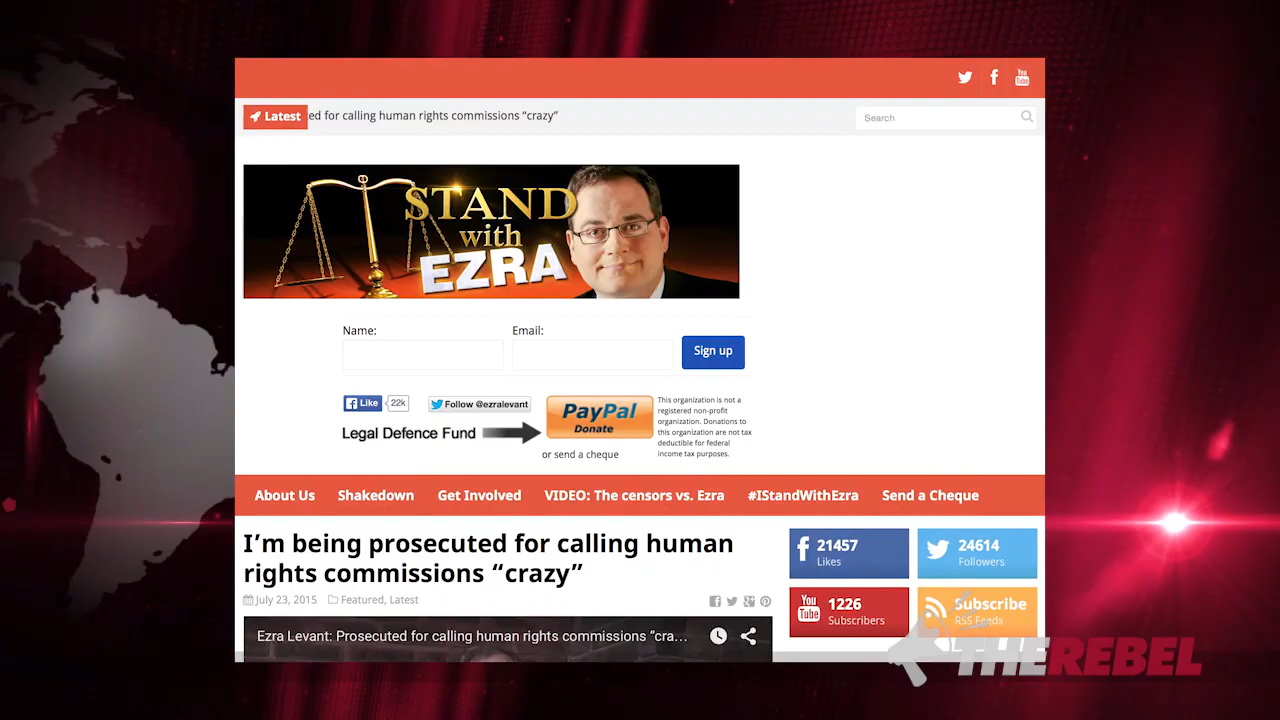 Latest
ed for calling human rights commissions “crazy”
Search
STAND
with
EZRA
Name:
Email:
Sign up
Like
22k
Follow @ezralevant
PayPal
Donate
This organization is not a
registered non-profit
organization. Donations to
this organization are not tax
deductible for federal
income tax purposes.
Legal Defence Fund
or send a cheque
About Us
Shakedown
Get Involved
VIDEO: The censors vs. Ezra
#IStandWithEzra
Send a Cheque
I’m being prosecuted for calling human
rights commissions “crazy”
July 23, 2015
Featured, Latest
21457
Likes
24614
Followers
You
Tube
1226
Subscribers
Subscribe
RSS Feeds
Ezra Levant: Prosecuted for calling human rights commissions “cra...
THEREBEL